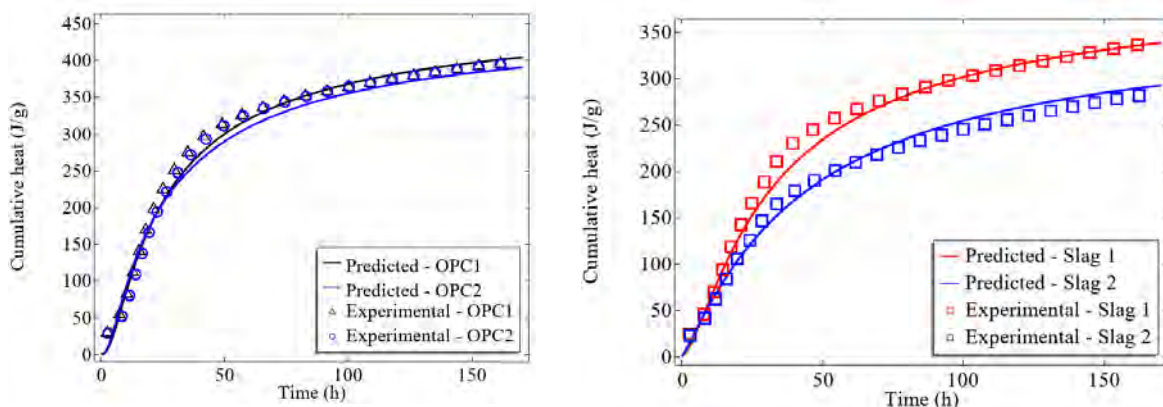 450
400
350
300
250
200
150
100
50
0
Cumulative heat (J/g)
0
50
100
150
Time (h)
Predicted - OPC1
Predicted - OPC2
Experimental - OPC1
Experimental - OPC2
350
300
250
200
150
100
50
0
Cumulative heat (J/g)
0
50
100
150
Time (h)
Predicted - Slag 1
Predicted - Slag 2
Experimental - Slag 1
Experimental - Slag 2